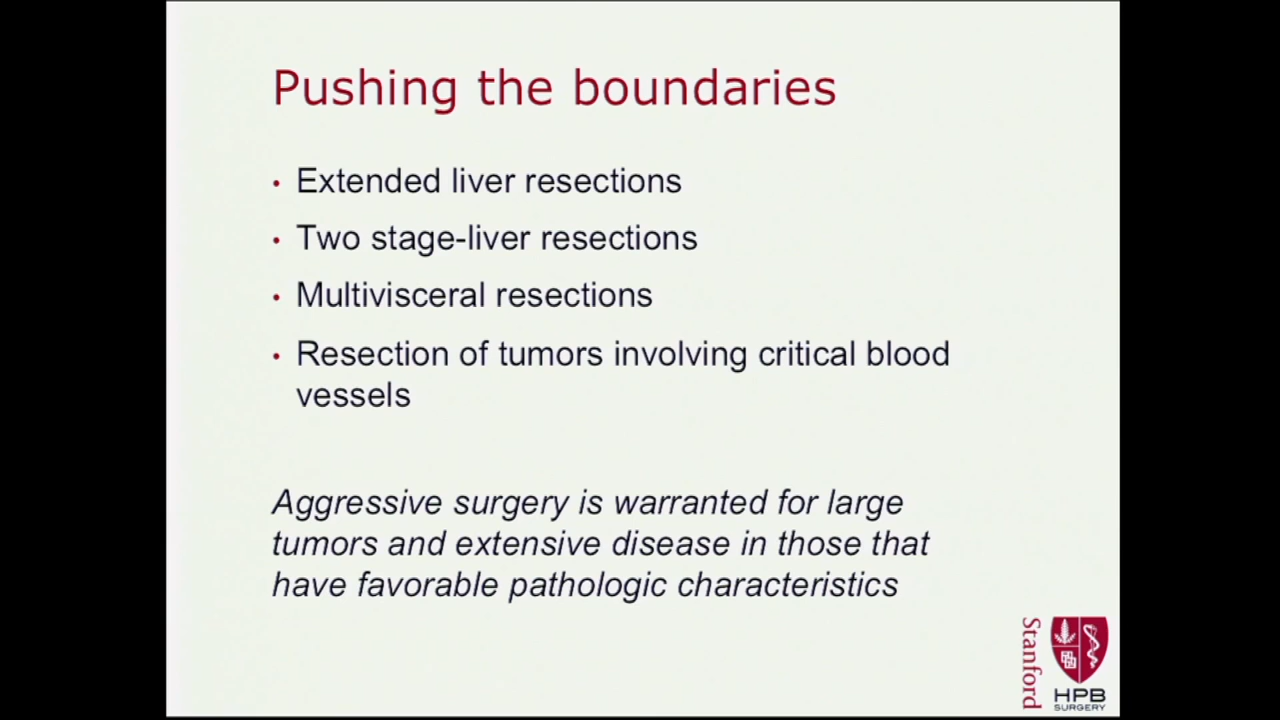 Pushing the boundaries
• Extended liver resections
• Two stage-liver resections
• Multivisceral resections
• Resection of tumors involving critical blood
vessels
Aggressive surgery is warranted for large
tumors and extensive disease in those that
have favorable pathologic characteristics
Stanford
HPB
SURGERY